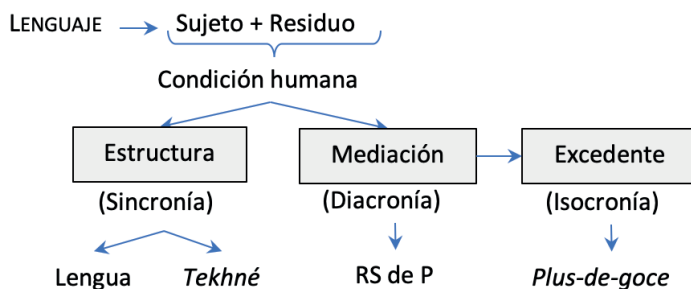 LENGUAJE Sujeto + Residuo
Condición humana
Estructura Mediación Excedente
(Sincronía) (Diacronía) (Isocronía)
Lengua Tekhné RS de P Plus-de-goce